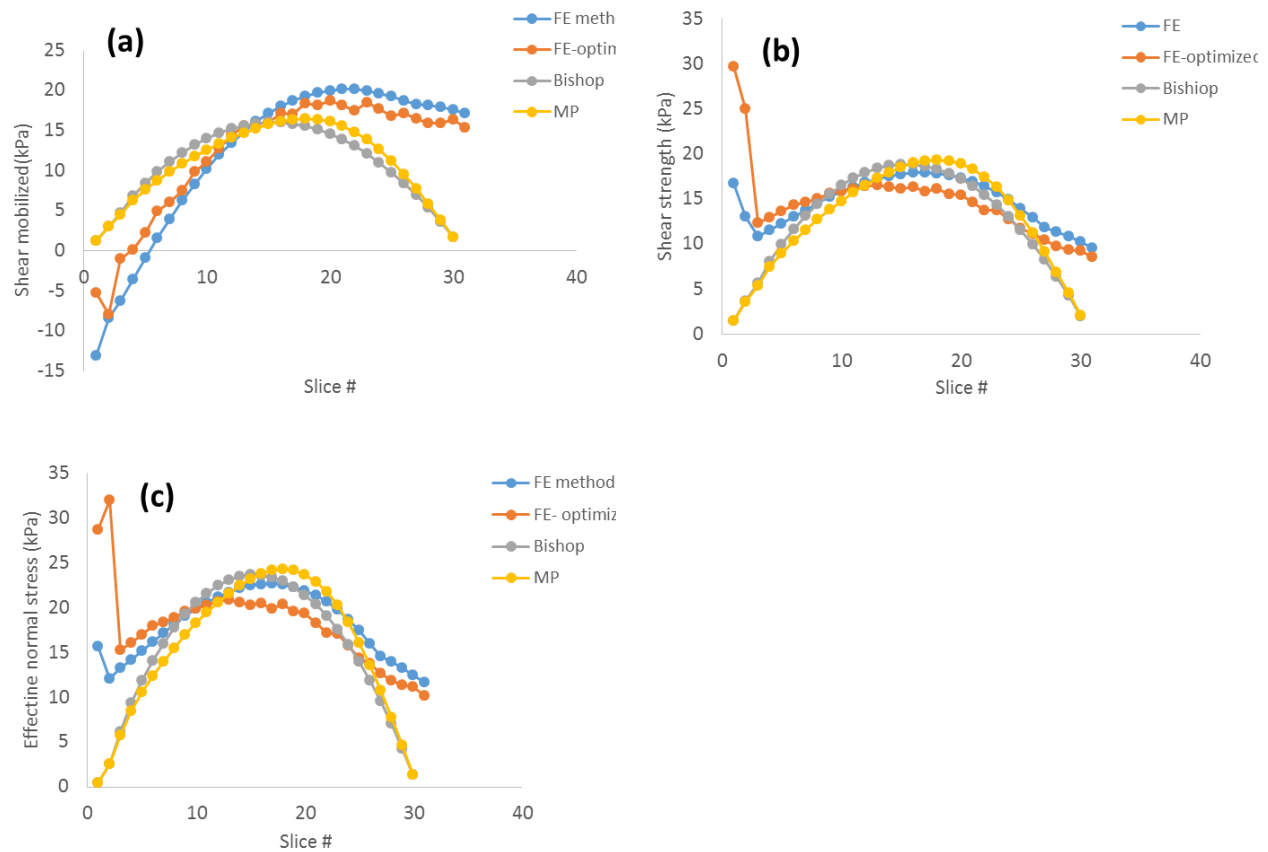 (a)
FE meth
FE-optim
Bishop
MP
25
20
15
10
5
0
-5
-10
-15
0
10
20
30
40
Shear mobilized (kPa)
Slice #
(b)
FE
FE-optimized
Bishiop
MP
35
30
25
20
15
10
5
0
0
10
20
30
40
Shear strength (kPa)
Slice #
(c)
FE method
FE- optimiz
Bishop
MP
35
30
25
20
15
10
5
0
0
10
20
30
40
Effectine normal stress (kPa)
Slice #